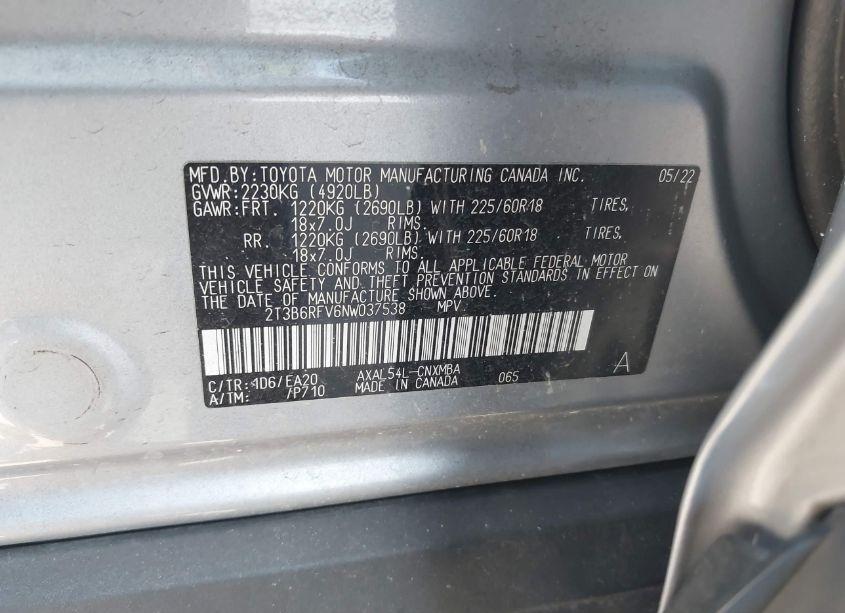 MFD.BY:TOYOTA MOTOR MANUFACTURING CANADA INC. 05/22
GVWR:2230KG (4920LB)
GAWR:FRT. 1220KG (2690LB) WITH 225/60R18 TIRES,
18x7.0J RIMS.
RR. 1220KG (2690LB) WITH 225/60R18 TIRES,
18x7.0J RIMS.
THIS VEHICLE CONFORMS TO ALL APPLICABLE FEDERAL MOTOR
VEHICLE SAFETY AND THEFT PREVENTION STANDARDS IN EFFECT ON
THE DATE OF MANUFACTURE SHOWN ABOVE.
2T3B6RFV6NW037538 MPV
C/TR:1D6/EA20 AXAL54L-CNXMBA
A/TM: /P710 MADE IN CANADA 065 A